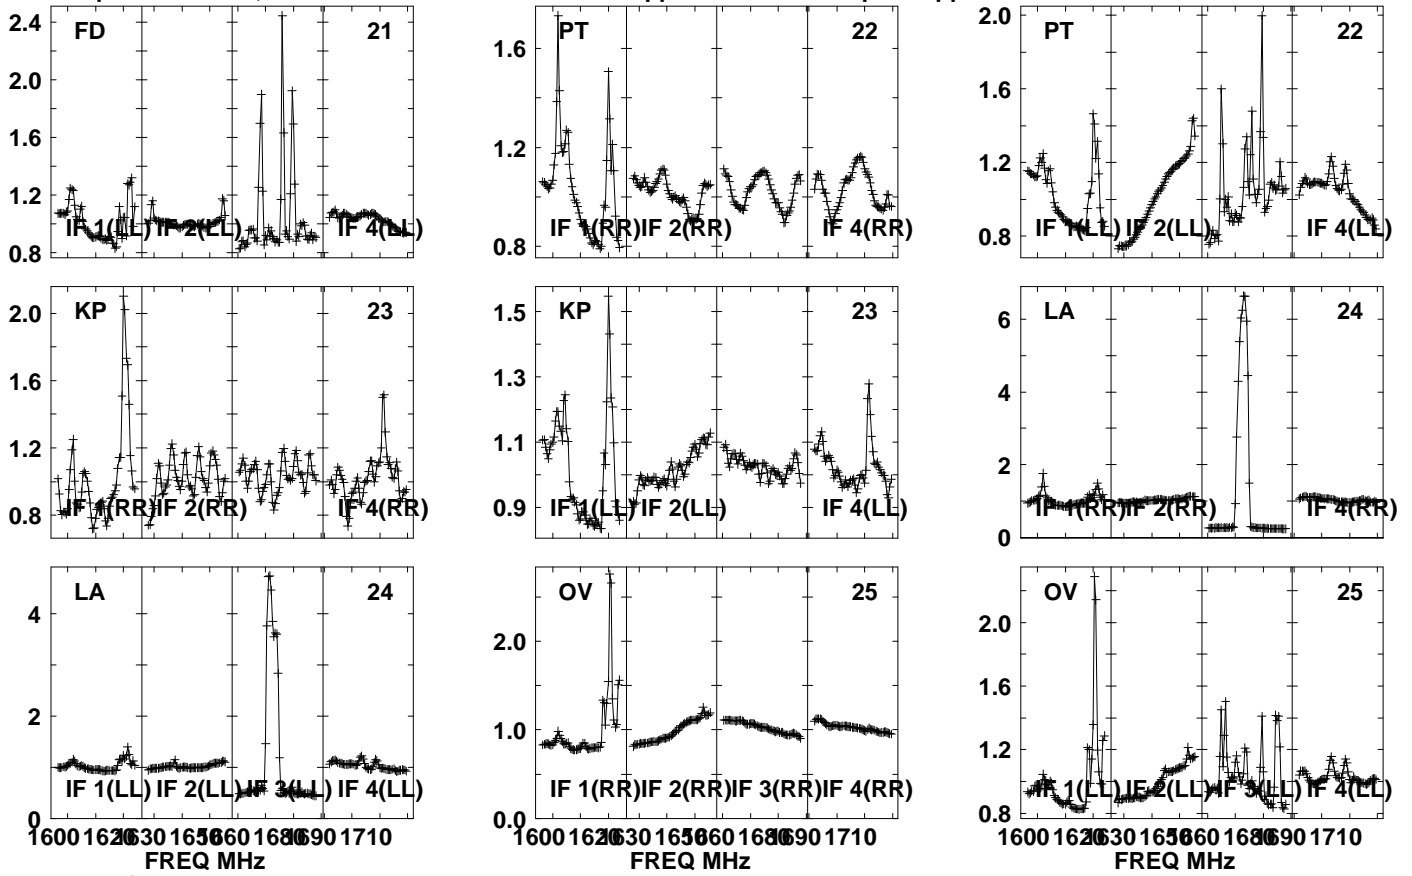 FD 21 PT 22 PT 22
2.4 2.0 1.6 1.2 0.8
1.6 1.2 0.8
2.0 1.6 1.2 0.8
IF 1(LL) IF 2(LL) IF 4(LL)
IF 1(RR) IF 2(RR) IF 4(RR)
IF 1(LL) IF 2(LL) IF 4(LL)
KP 23 KP 23 LA 24
2.0 1.6 1.2 0.8
1.5 1.3 1.1 0.9
6 4 2 0
IF 1(RR) IF 2(RR) IF 4(RR)
IF 1(LL) IF 2(LL) IF 4(LL)
IF 1(RR) IF 2(RR) IF 4(RR)
LA 24 OV 25 OV 25
4 2 0
2.0 1.0 0.0
2.0 1.6 1.2 0.8
IF 1(LL) IF 2(LL) IF 3(LL) IF 4(LL)
IF 1(RR) IF 2(RR) IF 3(RR) IF 4(RR)
IF 1(LL) IF 2(LL) IF 3(LL) IF 4(LL)
1600 1620 1630 1650 1660 1680 1690 1710
1600 1620 1630 1650 1660 1680 1690 1710
1600 1620 1630 1650 1660 1680 1690 1710
FREQ MHz FREQ MHz FREQ MHz